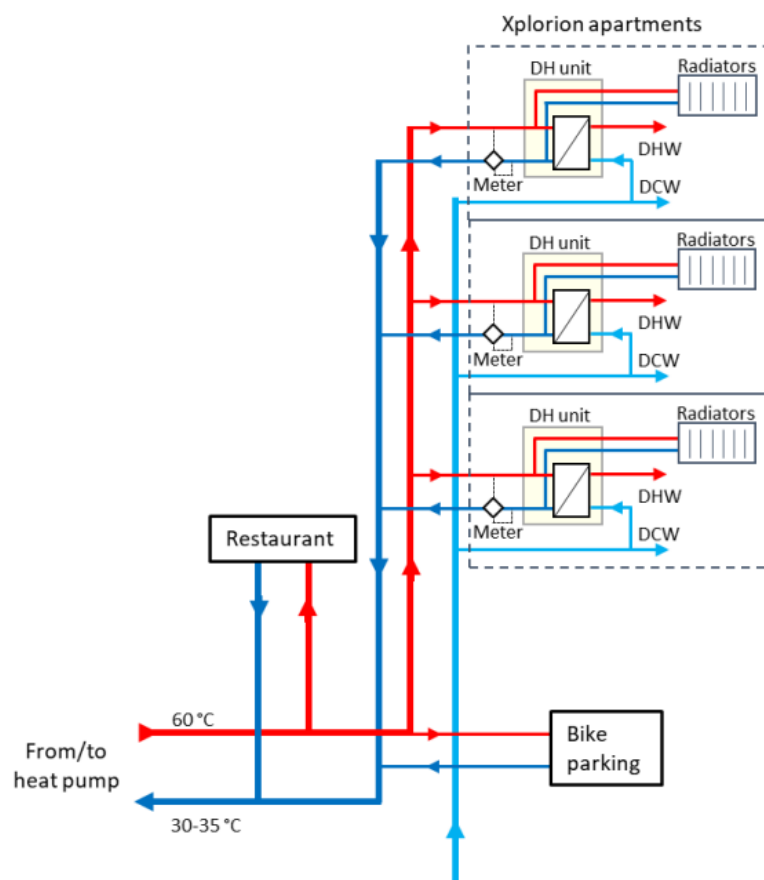 Xplorion apartments
DH unit
Radiators
DHW
DCW
Meter
DH unit
Radiators
DHW
DCW
Meter
DH unit
Radiators
DHW
DCW
Meter
Restaurant
60 °C
From/to
heat pump
30-35 °C
Bike
parking